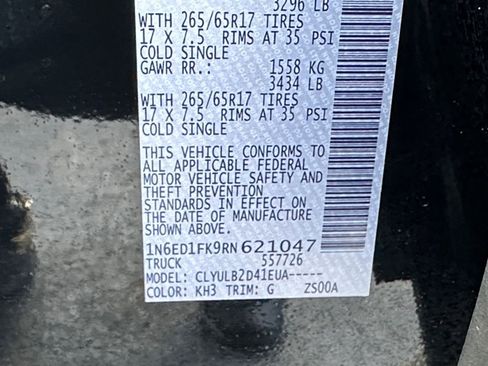 3296 LB
WITH 265/65R17 TIRES
17 X 7.5 RIMS AT 35 PSI
COLD SINGLE
GAWR RR.: 1558 KG
3434 LB
WITH 265/65R17 TIRES
17 X 7.5 RIMS AT 35 PSI
COLD SINGLE
THIS VEHICLE CONFORMS TO
ALL APPLICABLE FEDERAL
MOTOR VEHICLE SAFETY AND
THEFT PREVENTION
STANDARDS IN EFFECT ON
THE DATE OF MANUFACTURE
SHOWN ABOVE.
1N6ED1FK9RN621047
TRUCK 557726
MODEL: CLYULB2D41EUA-----
COLOR: KH3 TRIM: G ZS00A